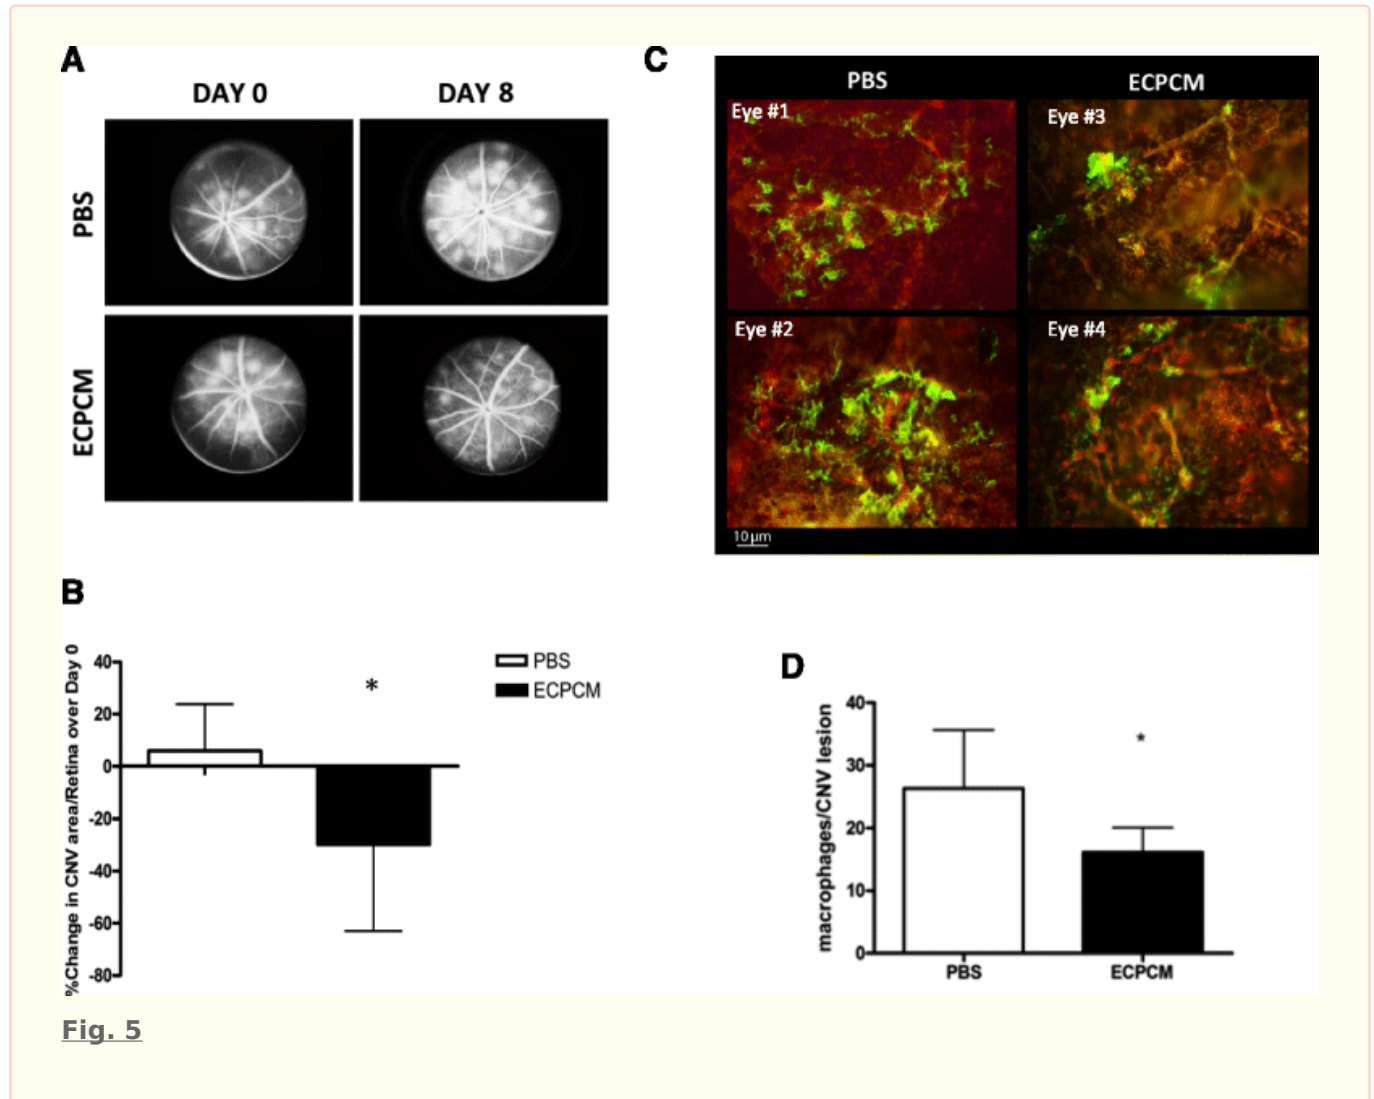 A
DAY 0
DAY 8
PBS
ECPCM
C
PBS
ECPCM
Eye #1
Eye #3
Eye #2
Eye #4
10 µm
B
%Change in CNV area/Retina over Day 0
40
20
0
-20
-40
-60
-80
*
PBS
ECPCM
D
macrophages/CNV lesion
40
30
20
10
0
*
PBS
ECPCM
Fig. 5